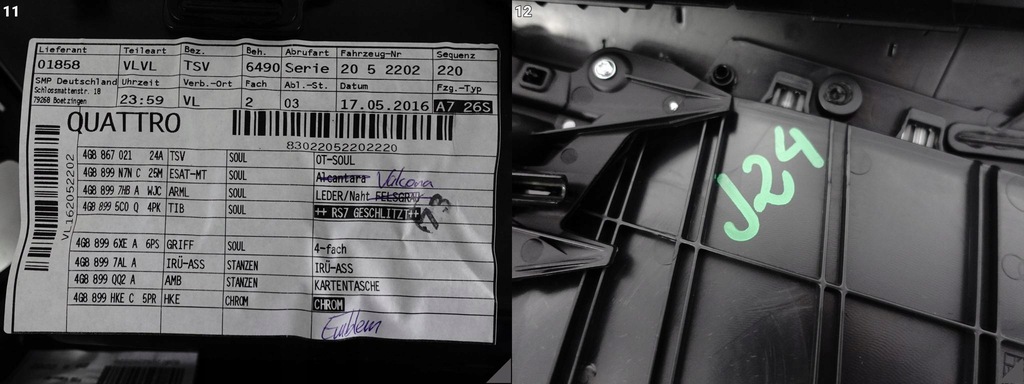 11
Lieferant Teileart Bez. Beh. Abrufart Fahrzeug-Nr Sequenz
01858 VLVL TSV 6490 Serie 20 5 2202 220
SMP Deutschland Uhrzeit Verb.-Ort Fach Abl.-St. Datum Fzg.-Typ
Schlossmattenstr. 18
79268 Boetzingen 23:59 VL 2 03 17.05.2016 A7 26S
QUATTRO
83022052202220
VL162052202
4G8 867 021 24A TSV SOUL OT-SOUL
4G8 899 N7N C 25M ESAT-MT SOUL Alcantara Valcona
4G8 899 7HB A WJC ARML SOUL LEDER/Naht FELSGRAU
4G8 899 5C0 Q 4PK TIB SOUL ++ RS7 GESCHLITZT++
4G8 899 6XE A 6PS GRIFF SOUL 4-fach
4G8 899 7AL A IRÜ-ASS STANZEN IRÜ-ASS
4G8 899 QQ2 A AMB STANZEN KARTENTASCHE
4G8 899 HKE C 5PR HKE CHROM CHROM
Emblem
12
J24